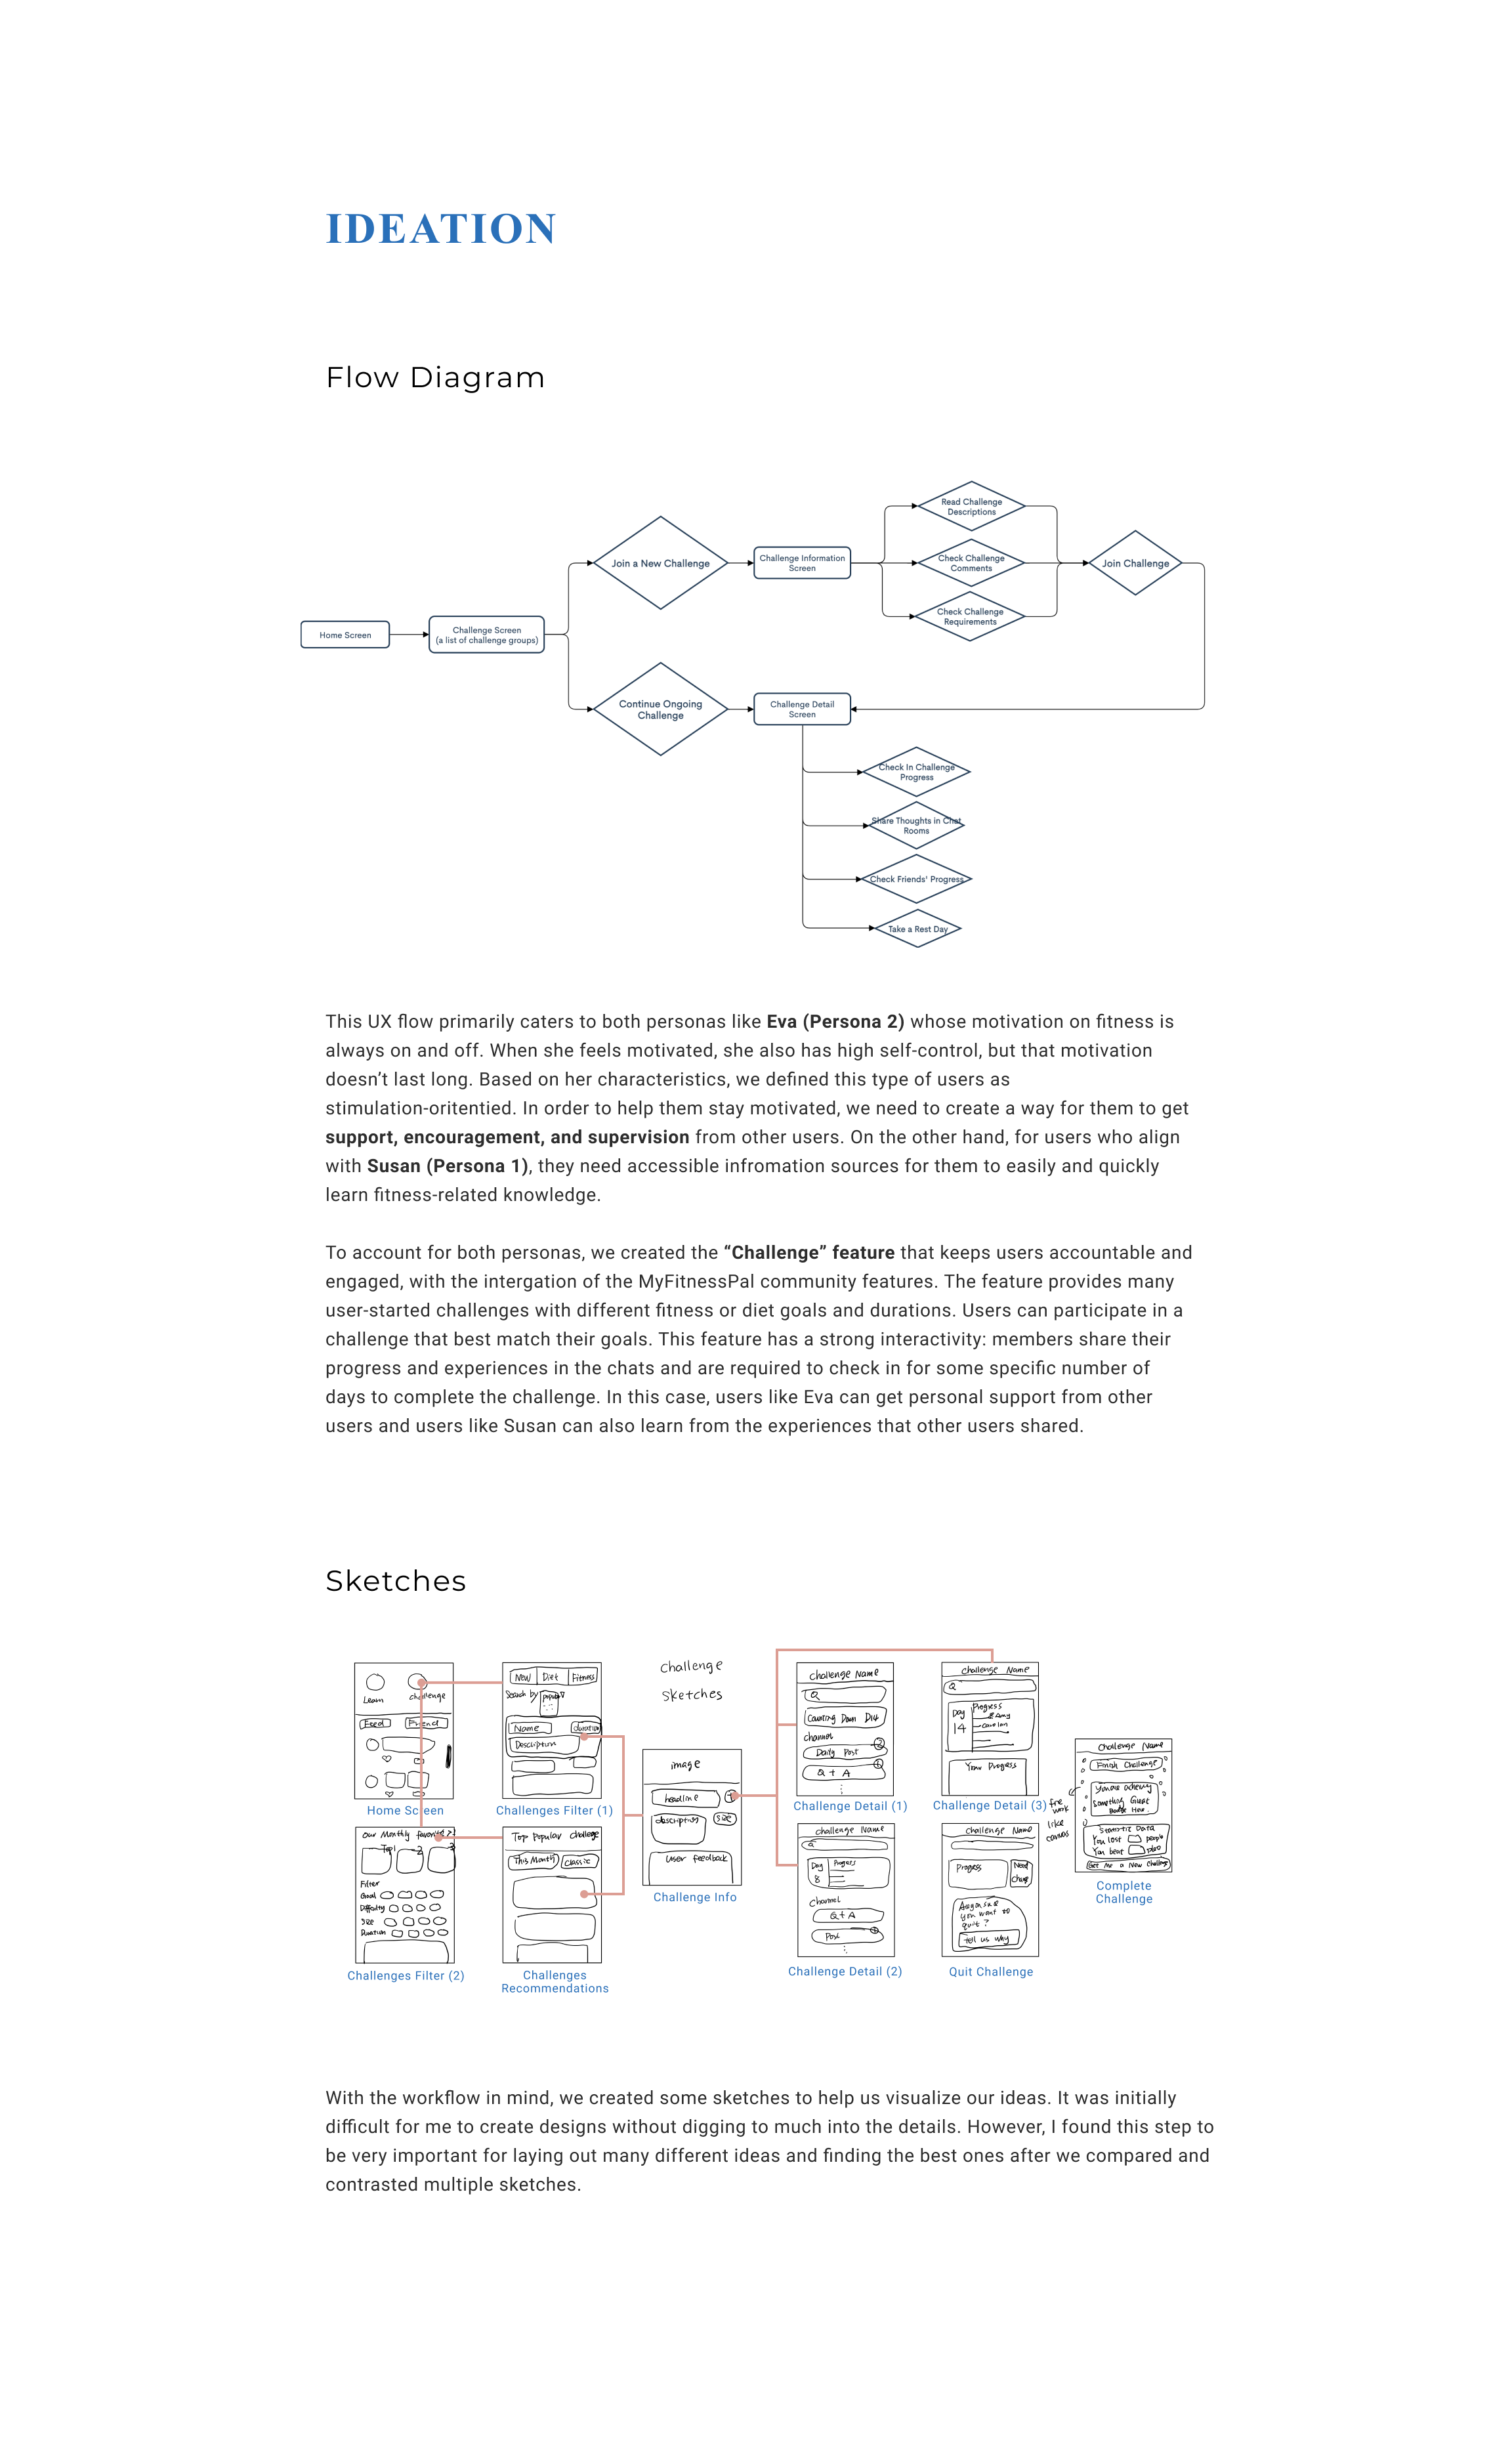 IDEATION
Flow Diagram
Read Challenge
Descriptions
Join a New Challenge
Challenge Information
Screen
Check Challenge
Comments
Join Challenge
Check Challenge
Requirements
Home Screen
Challenge Screen
(a list of challenge groups)
Continue Ongoing
Challenge
Challenge Detail
Screen
Check In Challenge
Progress
Share Thoughts in Chat
Rooms
Check Friends' Progress
Take a Rest Day
This UX flow primarily caters to both personas like Eva (Persona 2) whose motivation on fitness is
always on and off. When she feels motivated, she also has high self-control, but that motivation
doesn’t last long. Based on her characteristics, we defined this type of users as
stimulation-oritentied. In order to help them stay motivated, we need to create a way for them to get
support, encouragement, and supervision from other users. On the other hand, for users who align
with Susan (Persona 1), they need accessible infromation sources for them to easily and quickly
learn fitness-related knowledge.
To account for both personas, we created the “Challenge” feature that keeps users accountable and
engaged, with the intergation of the MyFitnessPal community features. The feature provides many
user-started challenges with different fitness or diet goals and durations. Users can participate in a
challenge that best match their goals. This feature has a strong interactivity: members share their
progress and experiences in the chats and are required to check in for some specific number of
days to complete the challenge. In this case, users like Eva can get personal support from other
users and users like Susan can also learn from the experiences that other users shared.
Sketches
Learn
challenge
Feed
Friend
Home Screen
New
Diet
Fitness
Search by
Name
duration
Description
Challenges Filter (1)
Challenge
Sketches
image
headline
+
description
size
user feedback
Challenge Info
Challenge Name
Q
Counting Down D14
channel
2
Daily Post
1
Q + A
Challenge Detail (1)
Challenge Name
Q
Progress
Day
14
Amy
Your Progress
Challenge Detail (3)
fire
work
like
canvas
Challenge Name
Finish Challenge
Something Great
Badge Here.
Statistic Data
You lost
people
You beat
Get Me a New Challenge
Complete
Challenge
Our Monthly favorite >>
Top1
2
3
Filter
Goal
Difficulty
Size
Duration
Challenges Filter (2)
Top Popular Challenge
This Month
classic
Challenges
Recommendations
Challenge Name
Q
Day
8
Progress
Channel
Q + A
Post
Challenge Detail (2)
Challenge Name
Progress
Need
Are you sure
you want to
quit?
Tell us why
Quit Challenge
With the workflow in mind, we created some sketches to help us visualize our ideas. It was initially
difficult for me to create designs without digging to much into the details. However, I found this step to
be very important for laying out many different ideas and finding the best ones after we compared and
contrasted multiple sketches.